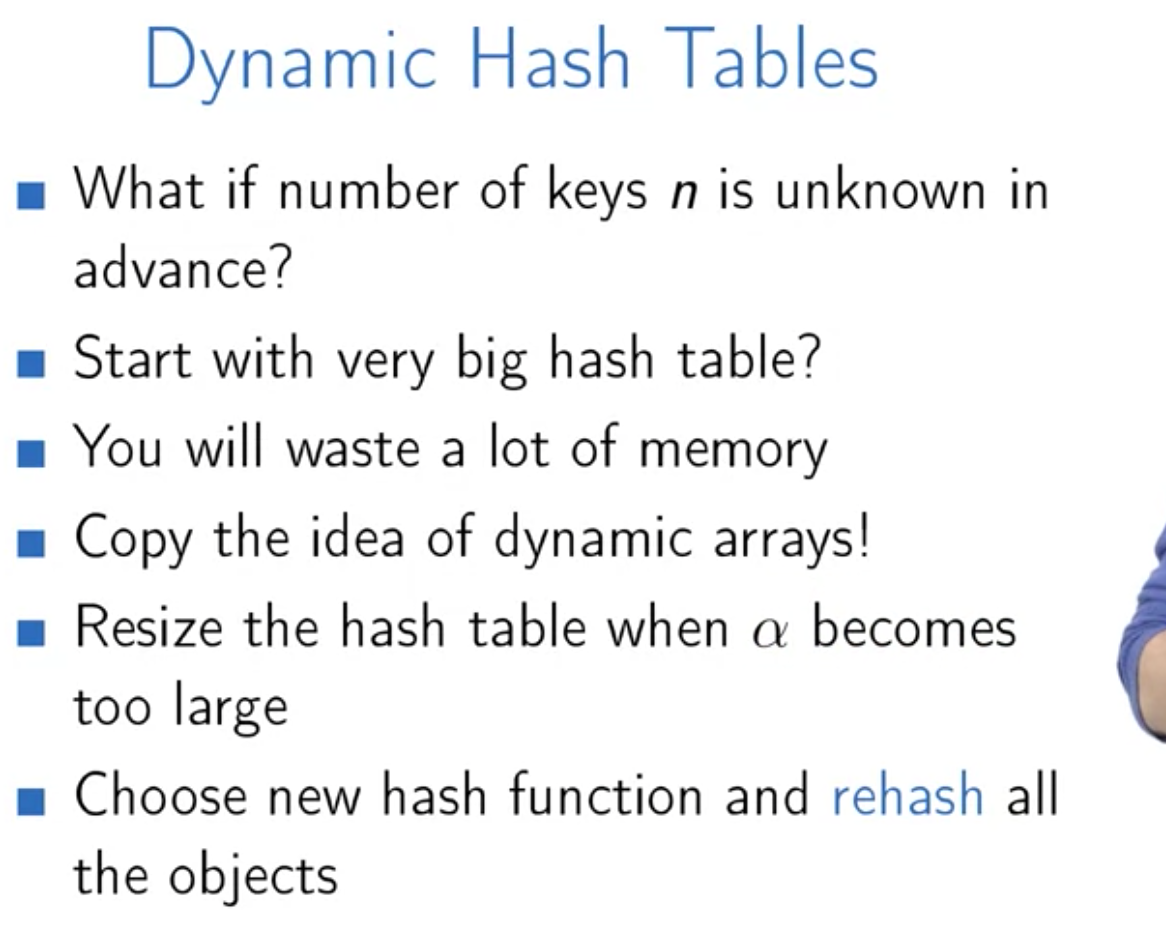 Dynamic Hash Tables
What if number of keys n is unknown in
advance?
Start with very big hash table?
You will waste a lot of memory
Copy the idea of dynamic arrays!
Resize the hash table when α becomes
too large
Choose new hash function and rehash all
the objects